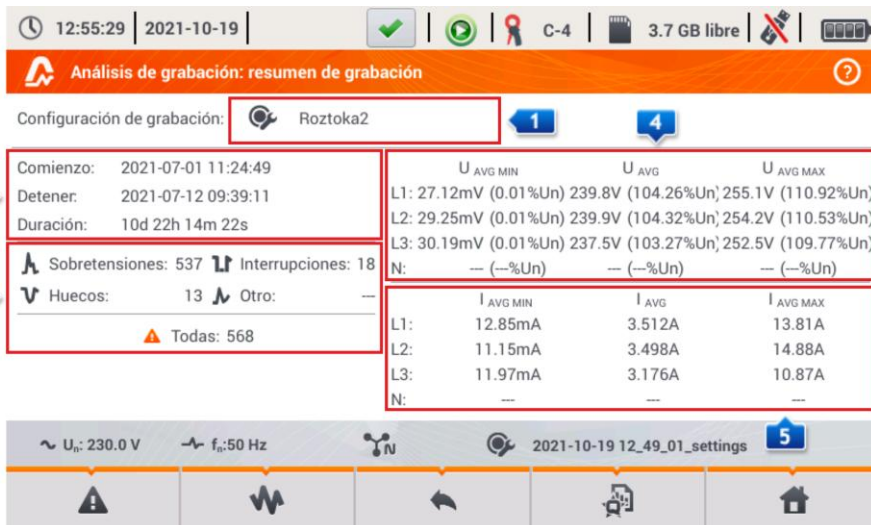 12:55:29 2021-10-19 C-4 3.7 GB libre
Análisis de grabación: resumen de grabación ?
Configuración de grabación: Roztoka2 1 4
Comienzo: 2021-07-01 11:24:49
Detener: 2021-07-12 09:39:11
Duración: 10d 22h 14m 22s
Sobretensiones: 537 Interrupciones: 18
Huecos: 13 Otro: ---
Todas: 568
U AVG MIN U AVG U AVG MAX
L1: 27.12mV (0.01%Un) 239.8V (104.26%Un) 255.1V (110.92%Un)
L2: 29.25mV (0.01%Un) 239.9V (104.32%Un) 254.2V (110.53%Un)
L3: 30.19mV (0.01%Un) 237.5V (103.27%Un) 252.5V (109.77%Un)
N: --- (---%Un) --- (---%Un) --- (---%Un)
I AVG MIN I AVG I AVG MAX
L1: 12.85mA 3.512A 13.81A
L2: 11.15mA 3.498A 14.88A
L3: 11.97mA 3.176A 10.87A
N: --- --- ---
5
Un: 230.0 V fn:50 Hz N 2021-10-19 12_49_01_settings